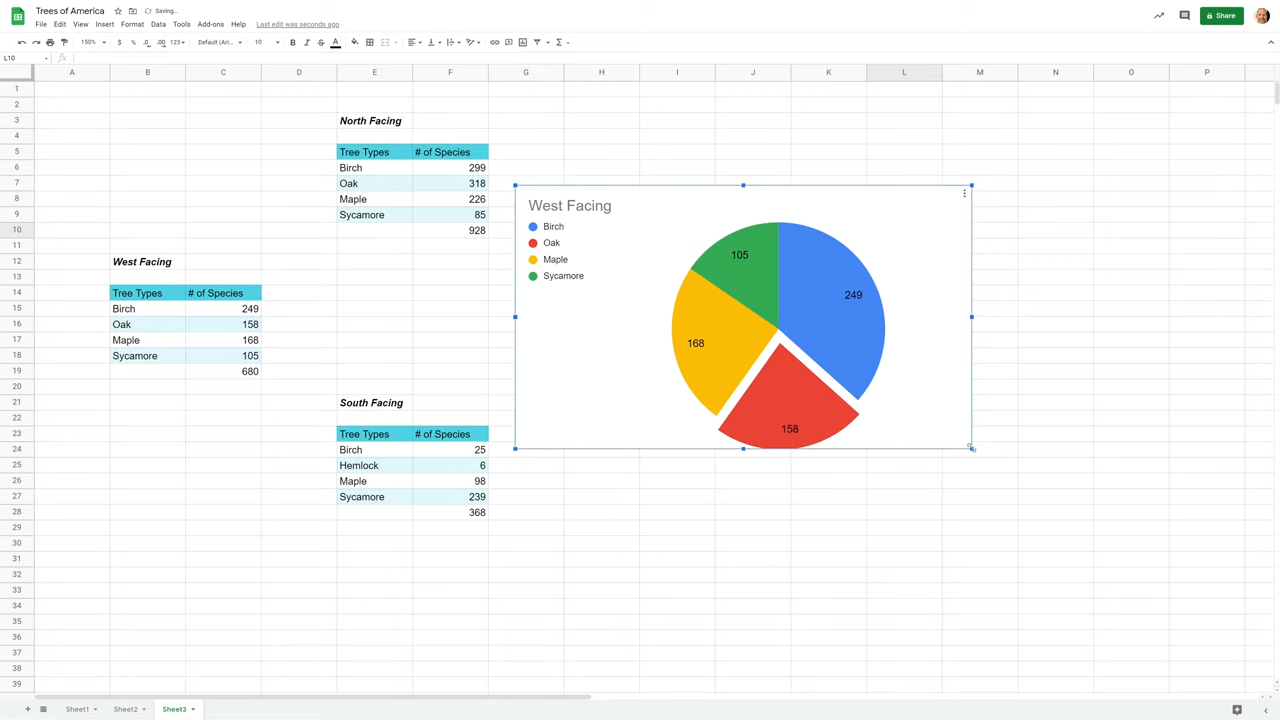 Trees of America Saving...
File Edit View Insert Format Data Tools Add-ons Help Last edit was seconds ago
Share
150% $ % .0 .00 123 Default (Ari... 10 B I S A
L10 fx
A B C D E F G H I J K L M N O P
1
2
3 North Facing
4
5 Tree Types # of Species
6 Birch 299
7 Oak 318
8 Maple 226
9 Sycamore 85
10 928
11
12 West Facing
13
14 Tree Types # of Species
15 Birch 249
16 Oak 158
17 Maple 168
18 Sycamore 105
19 680
20
21 South Facing
22
23 Tree Types # of Species
24 Birch 25
25 Hemlock 6
26 Maple 98
27 Sycamore 239
28 368
29
30
31
32
33
34
35
36
37
38
39
West Facing
Birch
Oak
Maple
Sycamore
105
249
168
158
Sheet1 Sheet2 Sheet3